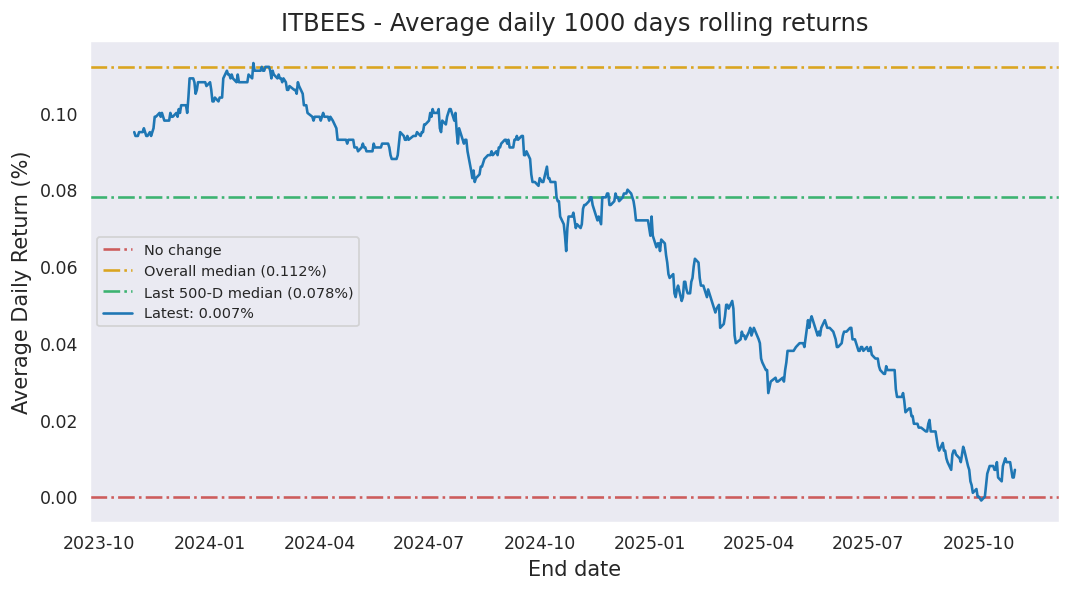 ITBEES - Average daily 1000 days rolling returns
Average Daily Return (%)
0.10
0.08
0.06
0.04
0.02
0.00
No change
Overall median (0.112%)
Last 500-D median (0.078%)
Latest: 0.007%
2023-10 2024-01 2024-04 2024-07 2024-10 2025-01 2025-04 2025-07 2025-10
End date